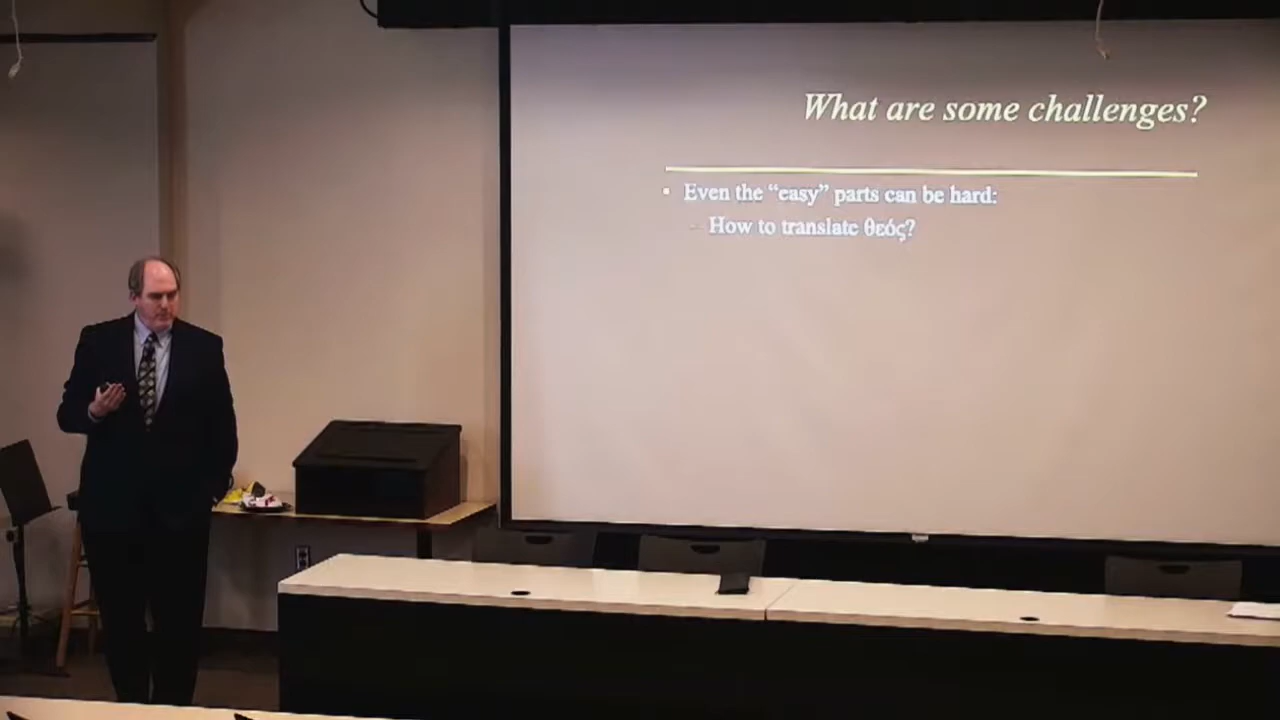 What are some challenges?
▪ Even the “easy” parts can be hard:
– How to translate θεός?